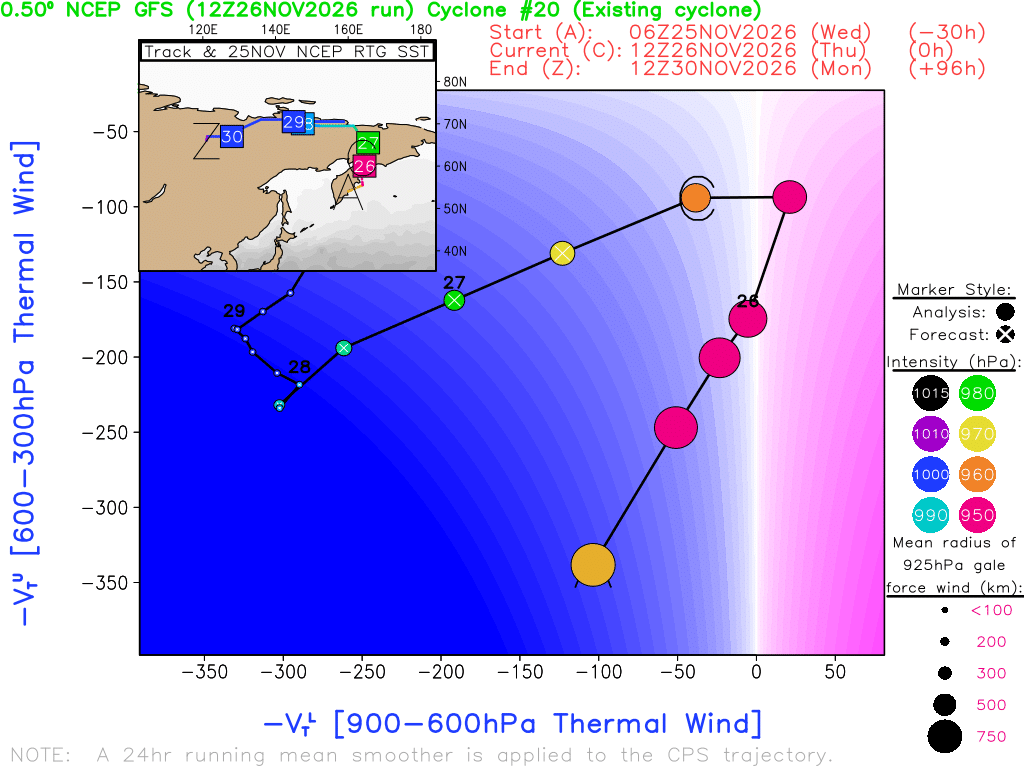 0.50° NCEP GFS (12Z26NOV2026 run) Cyclone #20 (Existing cyclone)
Start (A): 06Z25NOV2026 (Wed) (−30h)
Current (C): 12Z26NOV2026 (Thu) (0h)
End (Z): 12Z30NOV2026 (Mon) (+96h)
120E 140E 160E 180
Track & 25NOV NCEP RTG SST
80N
70N
60N
50N
40N
30
29
8
27
26
A
Z
C
−50
−100
−150
−200
−250
−300
−350
−V_T^U [600−300hPa Thermal Wind]
26
27
29
28
−350 −300 −250 −200 −150 −100 −50 0 50
−V_T^L [900−600hPa Thermal Wind]
Marker Style:
Analysis:
Forecast:
Intensity (hPa):
1015 980
1010 970
1000 960
990 950
Mean radius of
925hPa gale
force wind (km):
<100
200
300
500
750
NOTE: A 24hr running mean smoother is applied to the CPS trajectory.